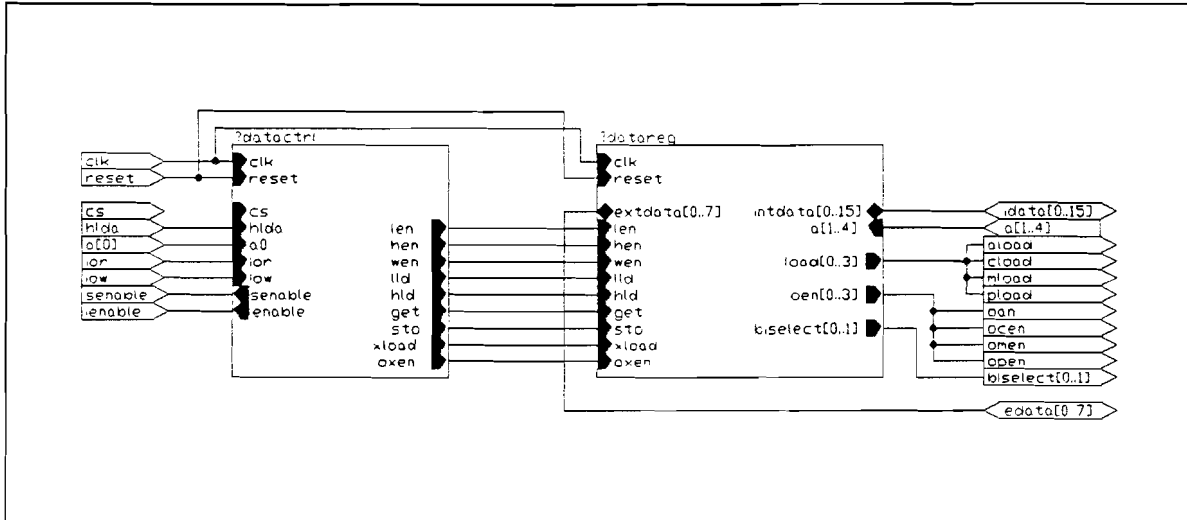 ?datactrl
?datareg
clk
reset
cs
hlda
a[0]
ior
iow
senable
ienable
clk
reset
cs
hlda
a0
ior
iow
senable
ienable
len
hen
wen
lld
hld
get
sto
xload
oxen
clk
reset
extdata[0..7]
len
hen
wen
lld
hld
get
sto
xload
oxen
intdata[0..15]
a[1..4]
load[0..3]
oen[0..3]
biselect[0..1]
idata[0..15]
a[1..4]
aload
cload
mload
pload
oan
ocen
omen
open
biselect[0..1]
edata[0..7]